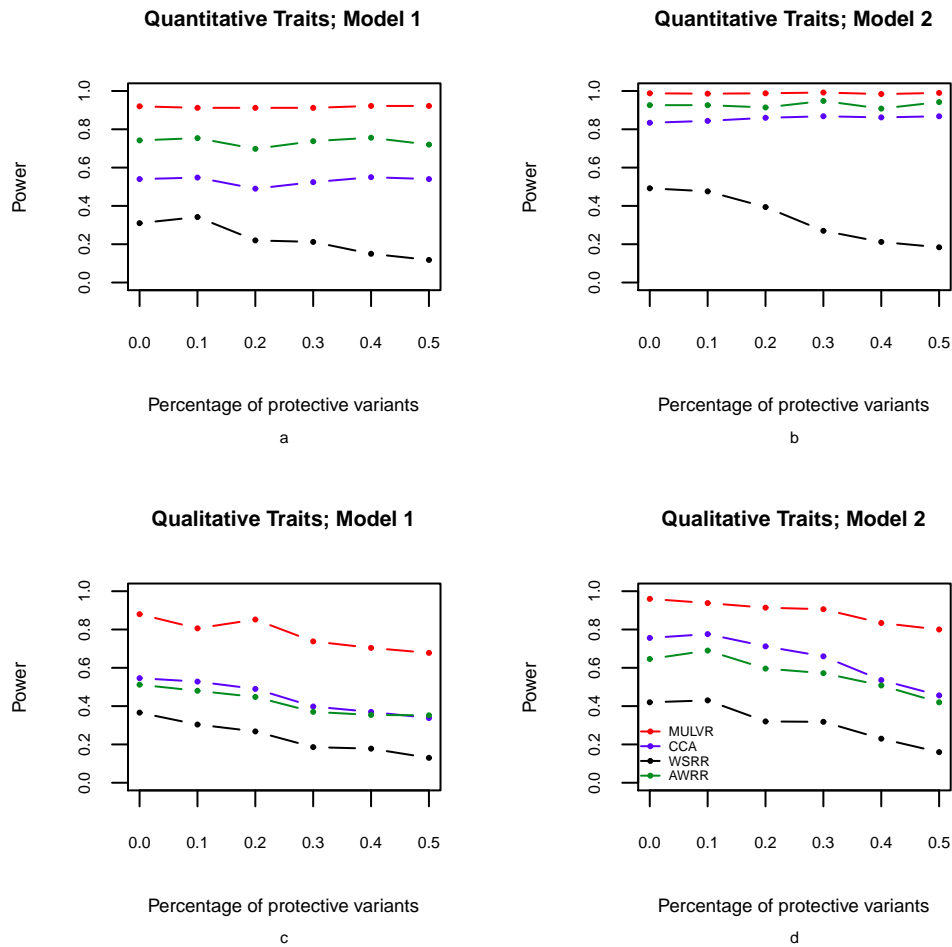 Quantitative Traits; Model 1
Power
1.0
0.8
0.6
0.4
0.2
0.0
0.0 0.1 0.2 0.3 0.4 0.5
Percentage of protective variants
a
Quantitative Traits; Model 2
Power
1.0
0.8
0.6
0.4
0.2
0.0
0.0 0.1 0.2 0.3 0.4 0.5
Percentage of protective variants
b
Qualitative Traits; Model 1
Power
1.0
0.8
0.6
0.4
0.2
0.0
0.0 0.1 0.2 0.3 0.4 0.5
Percentage of protective variants
c
Qualitative Traits; Model 2
Power
1.0
0.8
0.6
0.4
0.2
0.0
MULVR
CCA
WSRR
AWRR
0.0 0.1 0.2 0.3 0.4 0.5
Percentage of protective variants
d